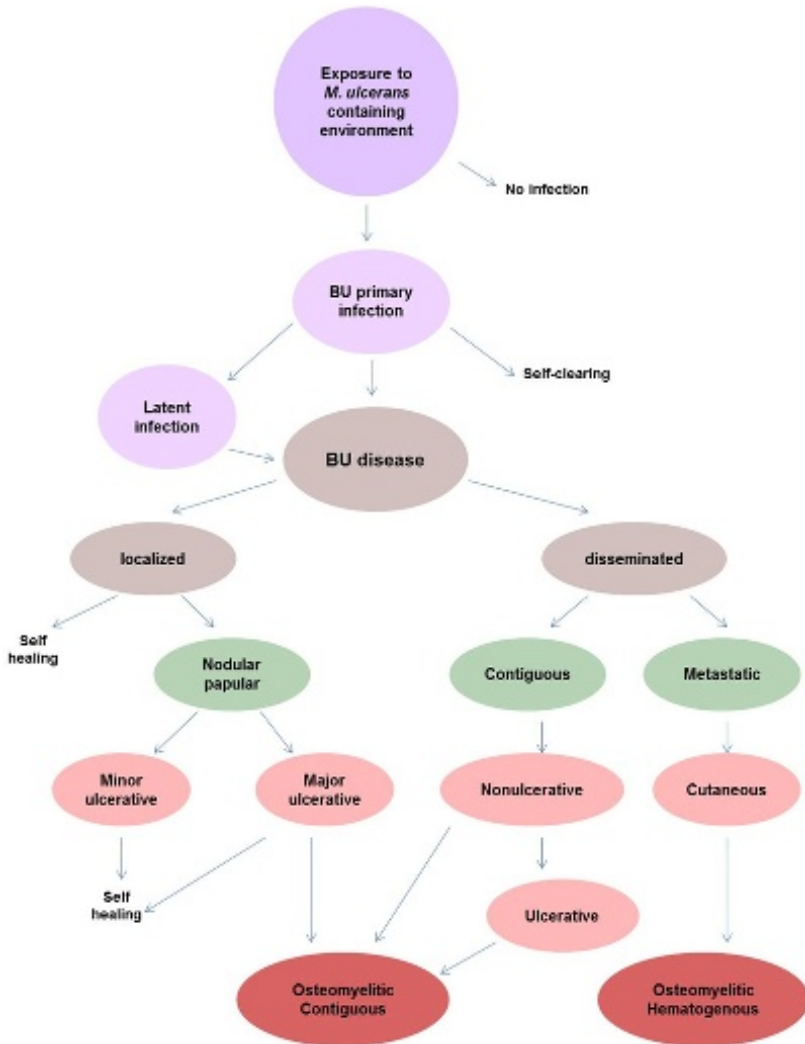 Exposure to
M. ulcerans
containing
environment
No infection
BU primary
infection
Self-clearing
Latent
infection
BU disease
localized
disseminated
Self
healing
Nodular
papular
Contiguous
Metastatic
Minor
ulcerative
Major
ulcerative
Nonulcerative
Cutaneous
Self
healing
Ulcerative
Osteomyelitic
Contiguous
Osteomyelitic
Hematogenous